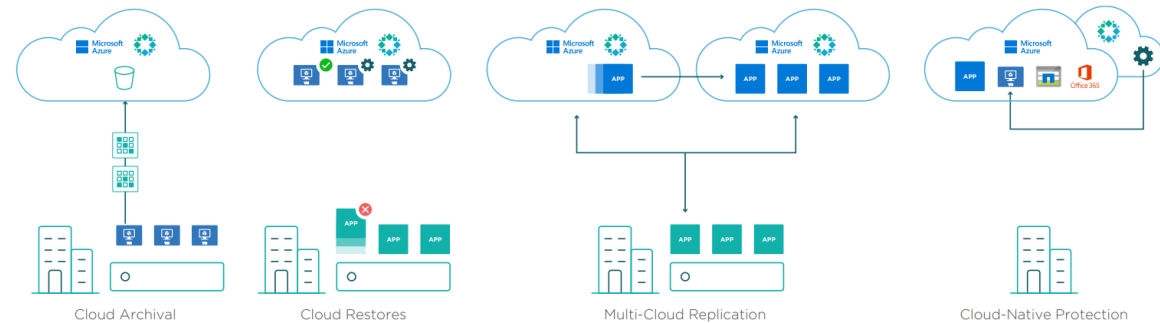 Microsoft
Azure
Microsoft
Azure
Microsoft
Azure
APP
Microsoft
Azure
APP
APP
APP
Microsoft
Azure
APP
Office 365
APP
APP
APP
APP
APP
APP
Cloud Archival
Cloud Restores
Multi-Cloud Replication
Cloud-Native Protection